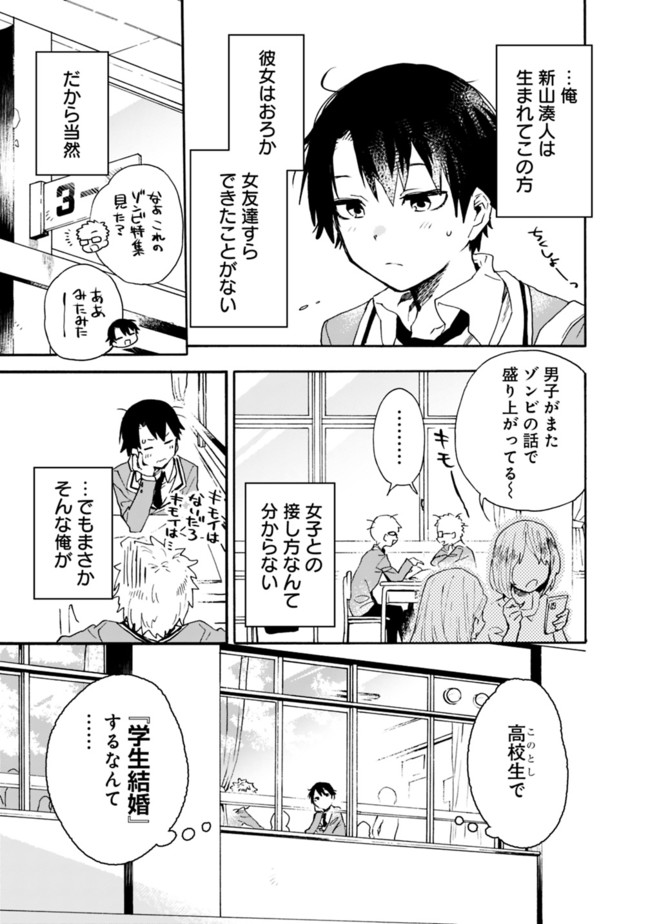 …俺
新山湊人は
生まれてこの方
彼女はおろか
女友達すら
できたことがない
ちくしょー…
だから当然
3
なぁ これの
ゾンビ特集
見た?
ああ
みたみた
男子がまた
ゾンビの話で
盛り上がってる〜
キモー
………
女子との
接し方なんて
分からない
キモイは
ないだろ
キモイは…
…でもまさか
そんな俺が
高校生で
このとし
『学生結婚』
するなんて
……